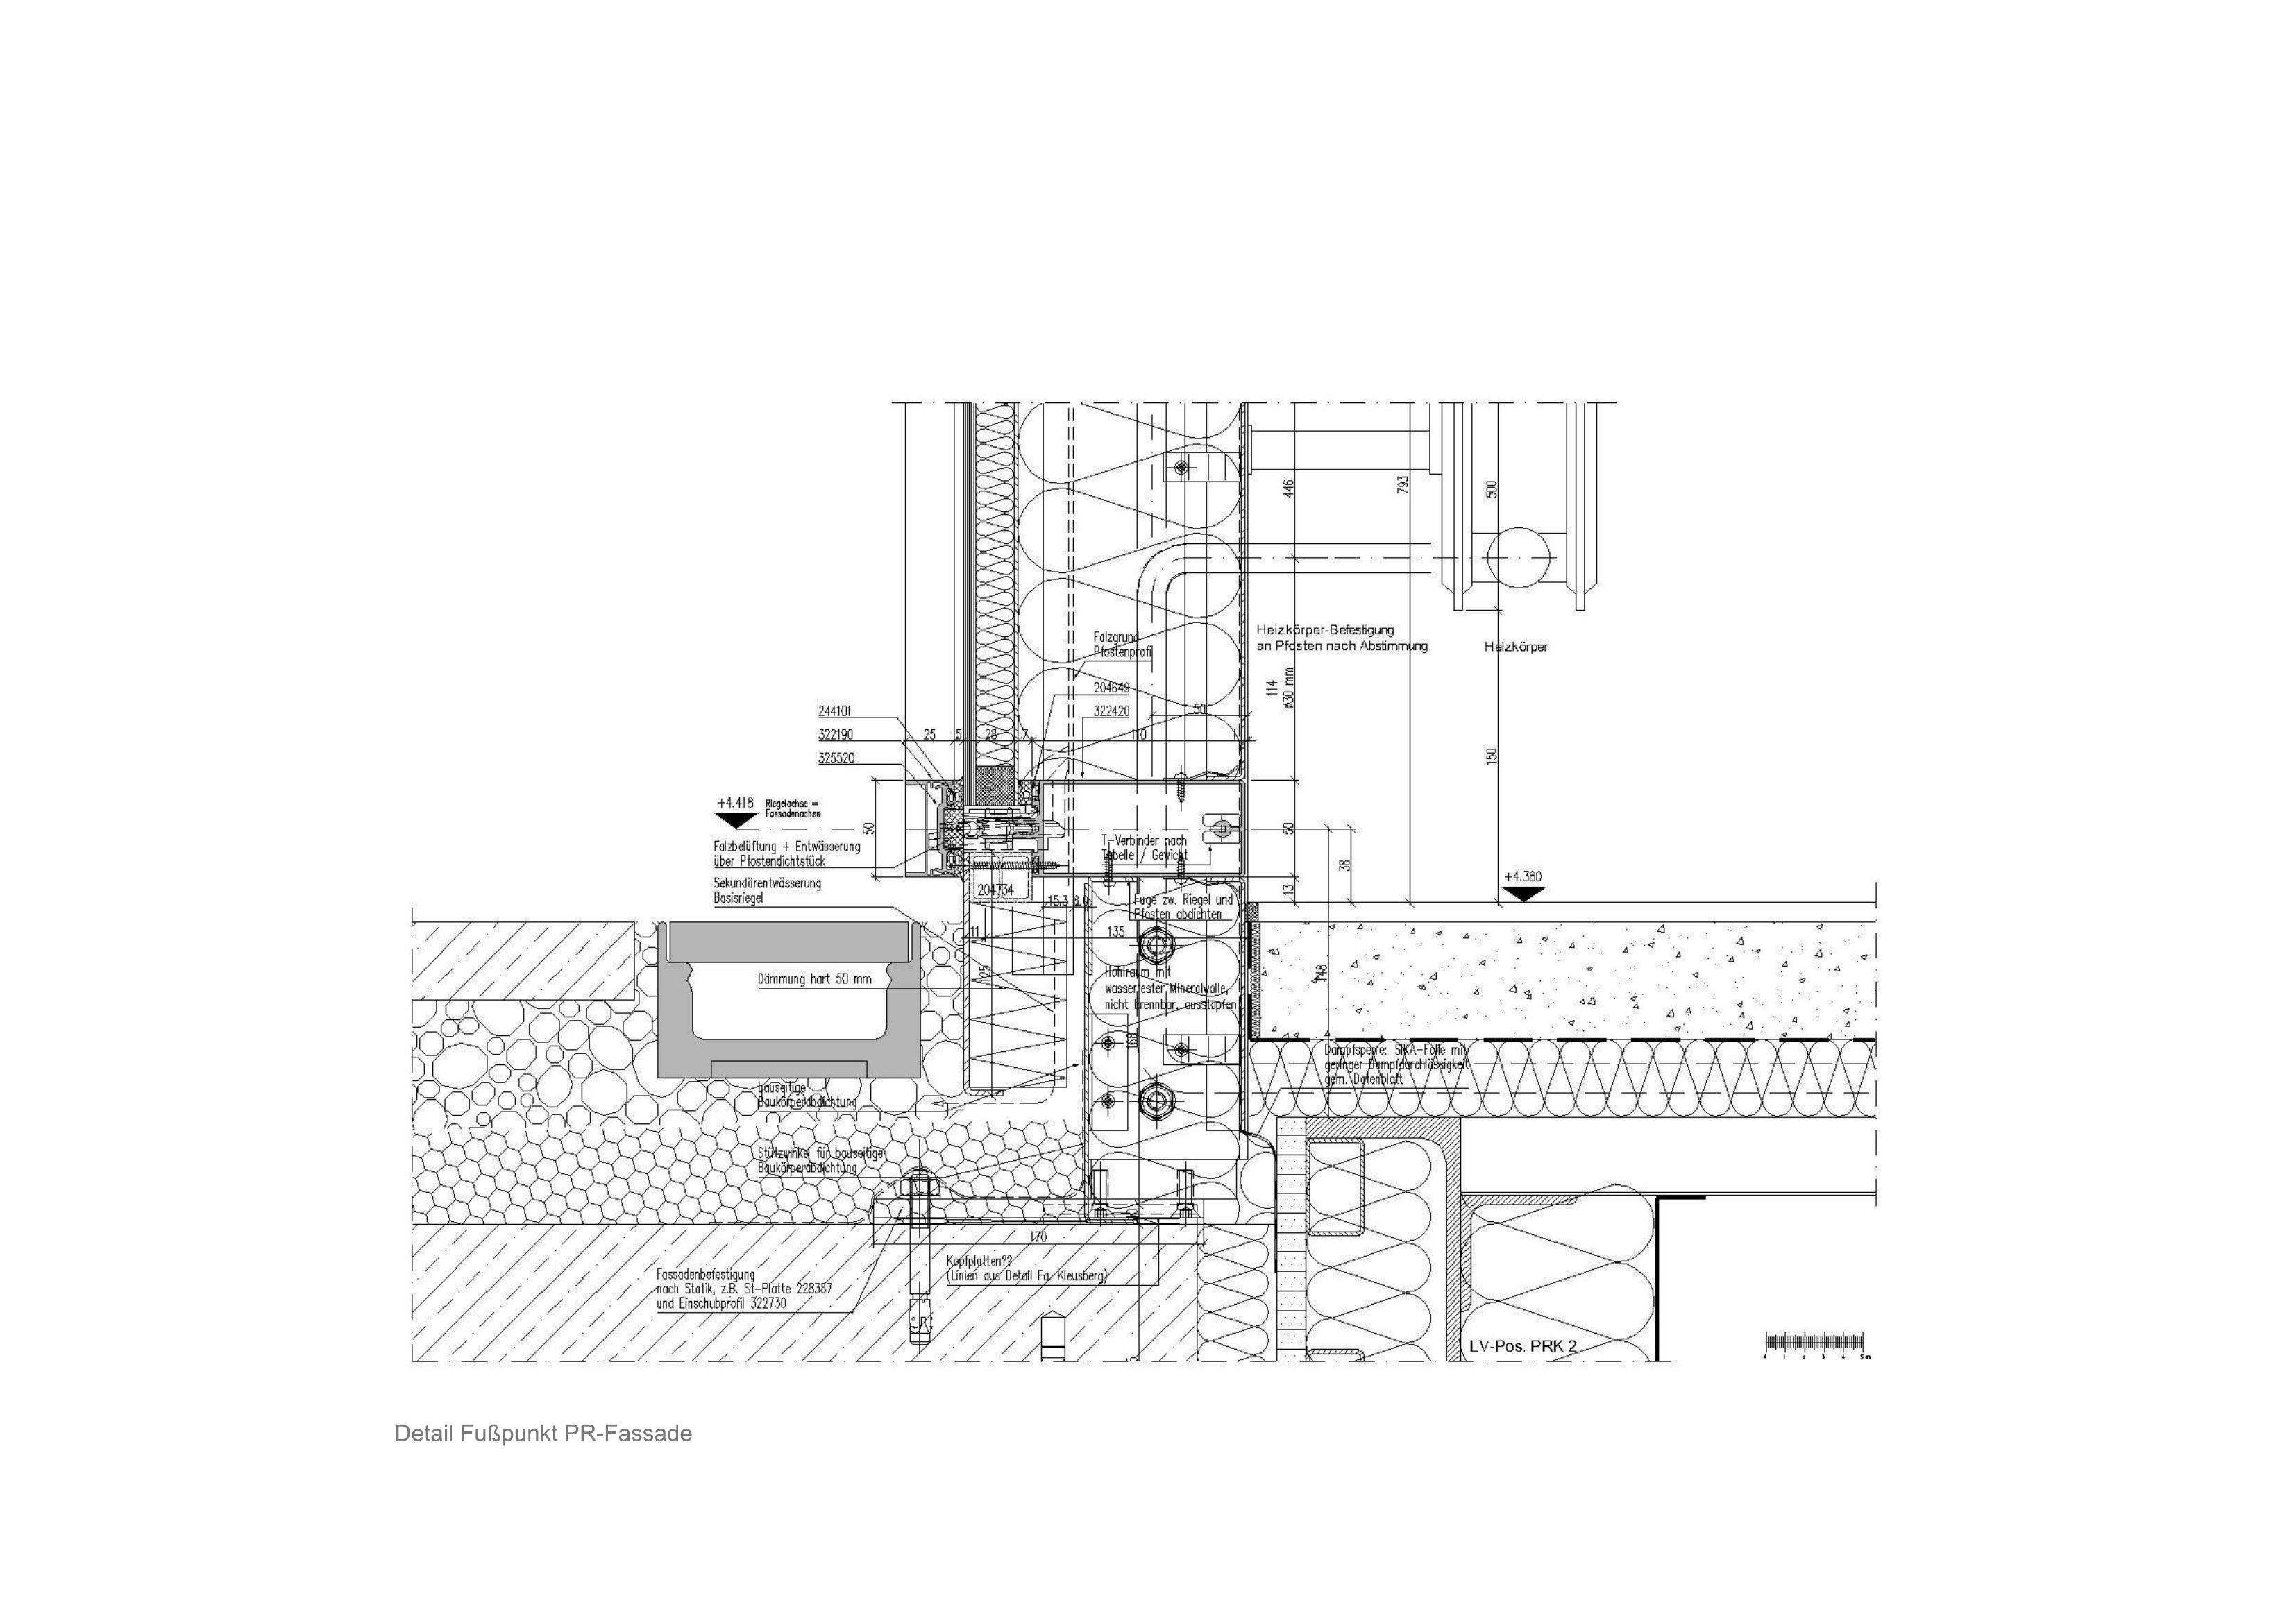 446
793
500
Falzgrund
Pfostenprofil
Heizkörper-Befestigung
an Pfosten nach Abstimmung
Heizkörper
204649
322420
114
ø30 mm
50
244101
322190
325520
25
5
28
7
110
1
150
+4.418
Riegelachse =
Fassadenachse
50
50
38
Falzbelüftung + Entwässerung
über Pfostendichtstück
T-Verbinder nach
Tabelle / Gewicht
Sekundärentwässerung
Basisriegel
204734
15.3
8.0
13
+4.380
Fuge zw. Riegel und
Pfosten abdichten
11
135
125
148
Dämmung hart 50 mm
Hohlraum mit
wasserfester Mineralwolle,
nicht brennbar, ausstopfen
168
Dampfsperre: SIKA-Folie mit
geringer Dampfdurchlässigkeit
gem. Datenblatt
bauseitige
Baukörperabdichtung
Stützwinkel für bauseitige
Baukörperabdichtung
170
Kopfplatten??
(Linien aus Detail Fa. Kleusberg)
Fassadenbefestigung
nach Statik, z.B. St-Platte 228387
und Einschubprofil 322730
LV-Pos. PRK 2
Detail Fußpunkt PR-Fassade